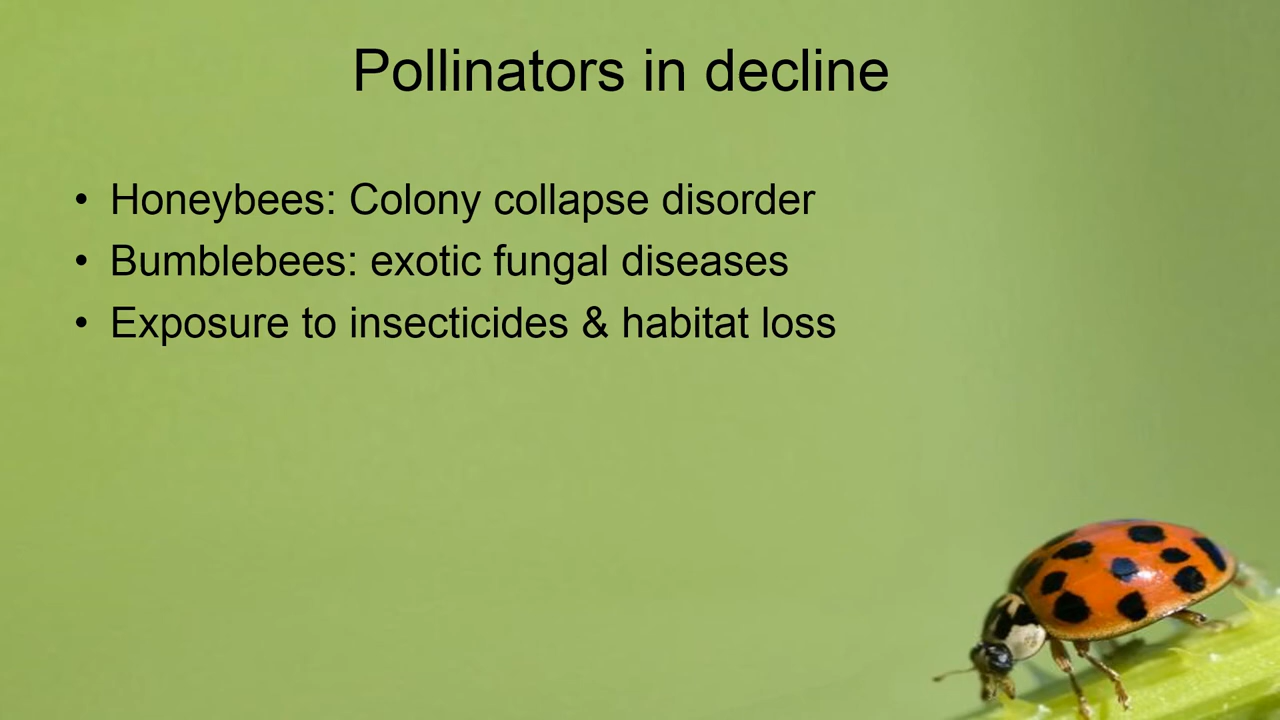 Pollinators in decline
• Honeybees: Colony collapse disorder
• Bumblebees: exotic fungal diseases
• Exposure to insecticides & habitat loss